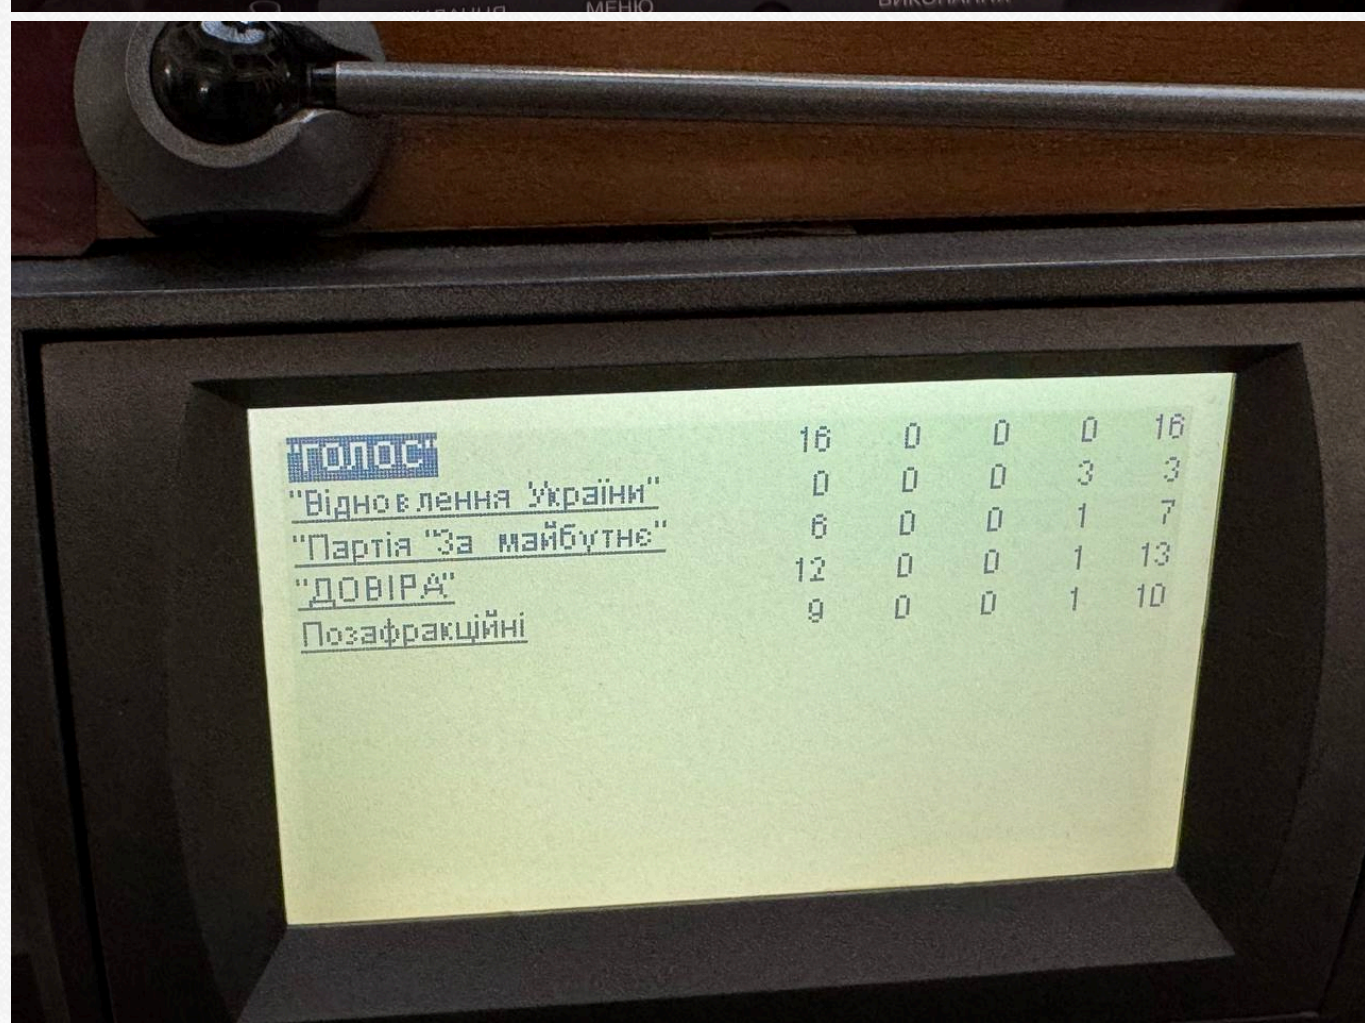 МЕНЮ
"ГОЛОС" 16 0 0 0 16
"Відновлення України" 0 0 0 3 3
"Партія "За майбутнє" 6 0 0 1 7
"ДОВІРА" 12 0 0 1 13
Позафракційні 9 0 0 1 10